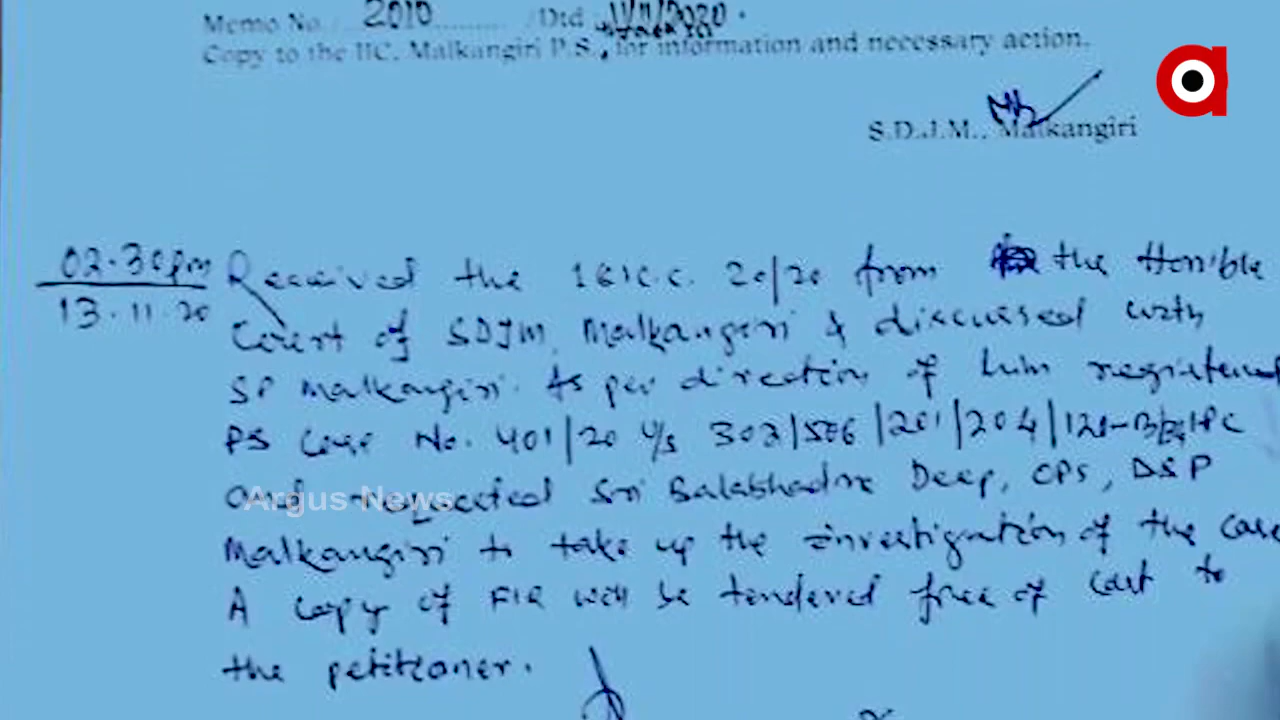 Memo No. 2010 /Dtd 11/11/2020.
Copy to the IIC, Malkangiri P.S., for information and necessary action.
S.D.J.M., Malkangiri
02.30pm
13.11.20
Received the 1CC 20/20 from the Hon'ble
Court of SDJM, Malkangiri & discussed with
SP Malkangiri. As per direction of him registered
PS Case No. 401/20 U/s 302/506/201/204/120-B/ IPC
and requested Sri Balabhadra Deep, OPS, DSP
Malkangiri to take up the investigation of the case
A copy of FIR will be tendered free of cost to
the petitioner.
Argus News